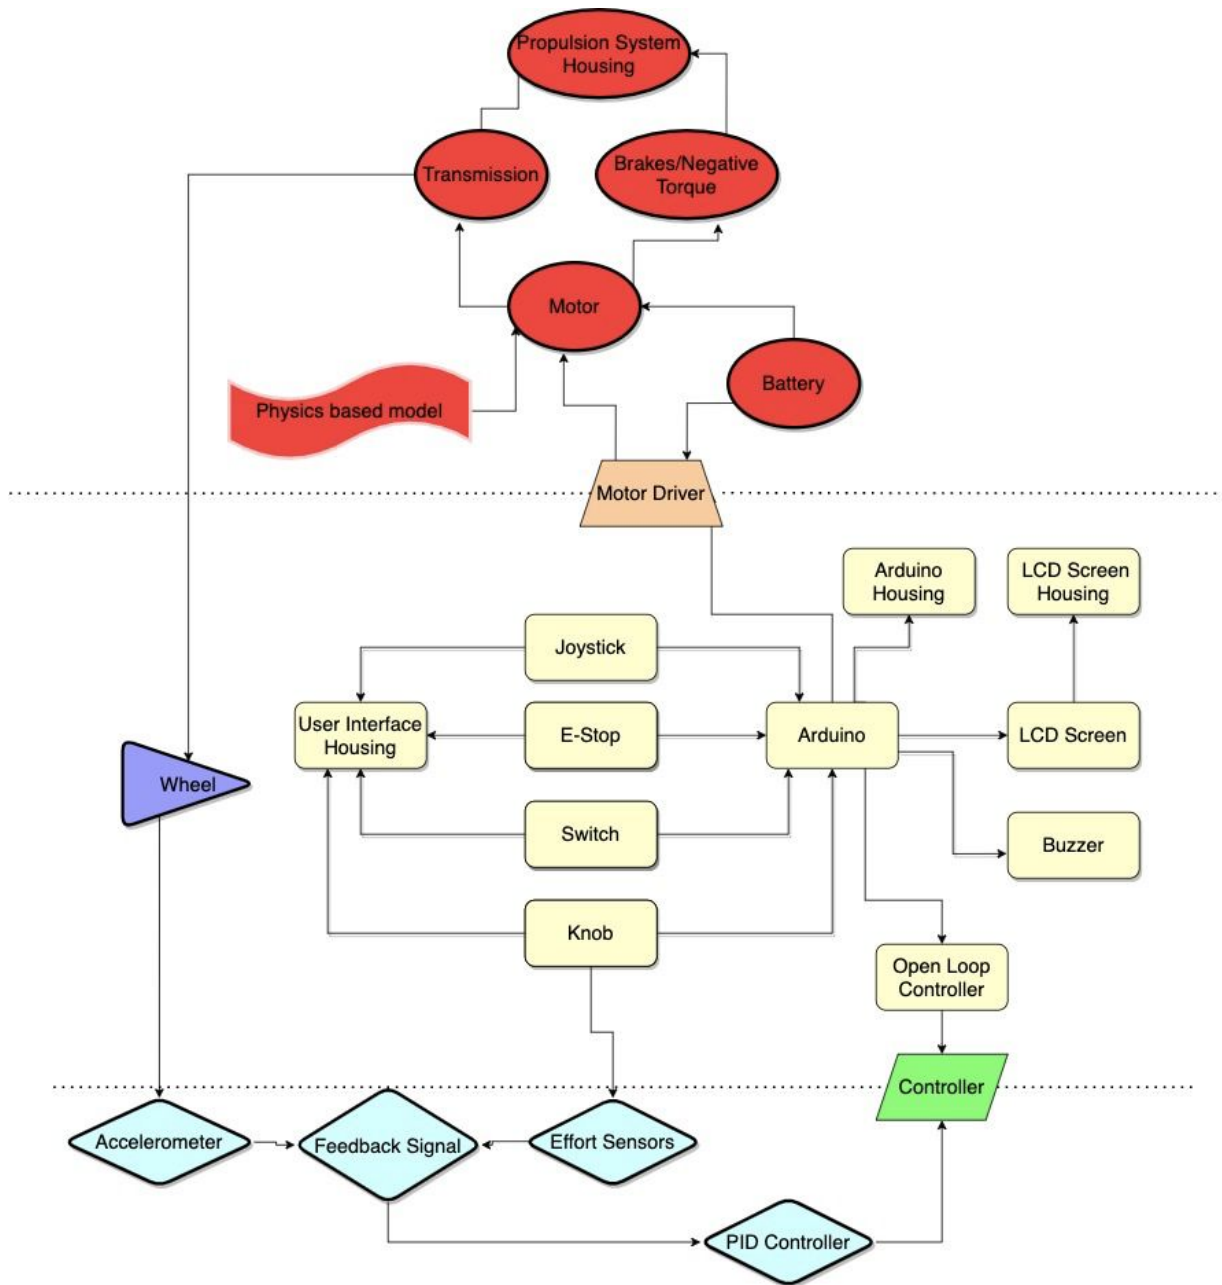 Propulsion System
Housing
Transmission
Brakes/Negative
Torque
Motor
Battery
Physics based model
Motor Driver
Arduino
Housing
LCD Screen
Housing
Joystick
User Interface
Housing
E-Stop
Arduino
LCD Screen
Wheel
Switch
Buzzer
Knob
Open Loop
Controller
Controller
Accelerometer
Feedback Signal
Effort Sensors
PID Controller